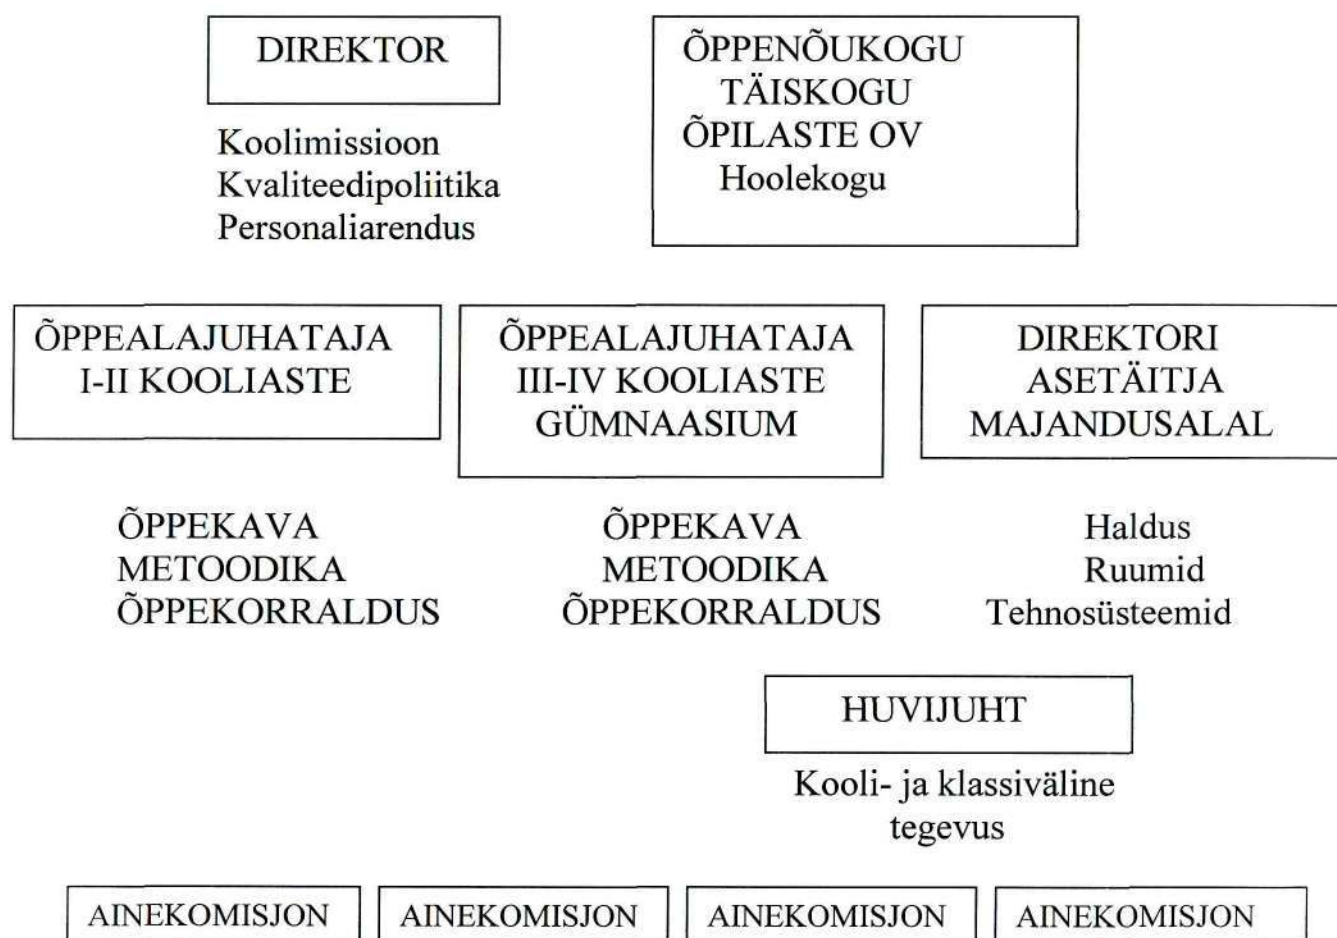 DIREKTOR
Koolimissioon
Kvaliteedipoliitika
Personaliarendus
ÕPPENÕUKOGU
TÄISKOGU
ÕPILASTE OV
Hoolekogu
ÕPPEALAJUHATAJA
I-II KOOLIASTE
ÕPPEKAVA
METOODIKA
ÕPPEKORRALDUS
ÕPPEALAJUHATAJA
III-IV KOOLIASTE
GÜMNAASIUM
ÕPPEKAVA
METOODIKA
ÕPPEKORRALDUS
DIREKTORI
ASETÄITJA
MAJANDUSALAL
Haldus
Ruumid
Tehnosüsteemid
HUVIJUHT
Kooli- ja klassiväline
tegevus
AINEKOMISJON
AINEKOMISJON
AINEKOMISJON
AINEKOMISJON